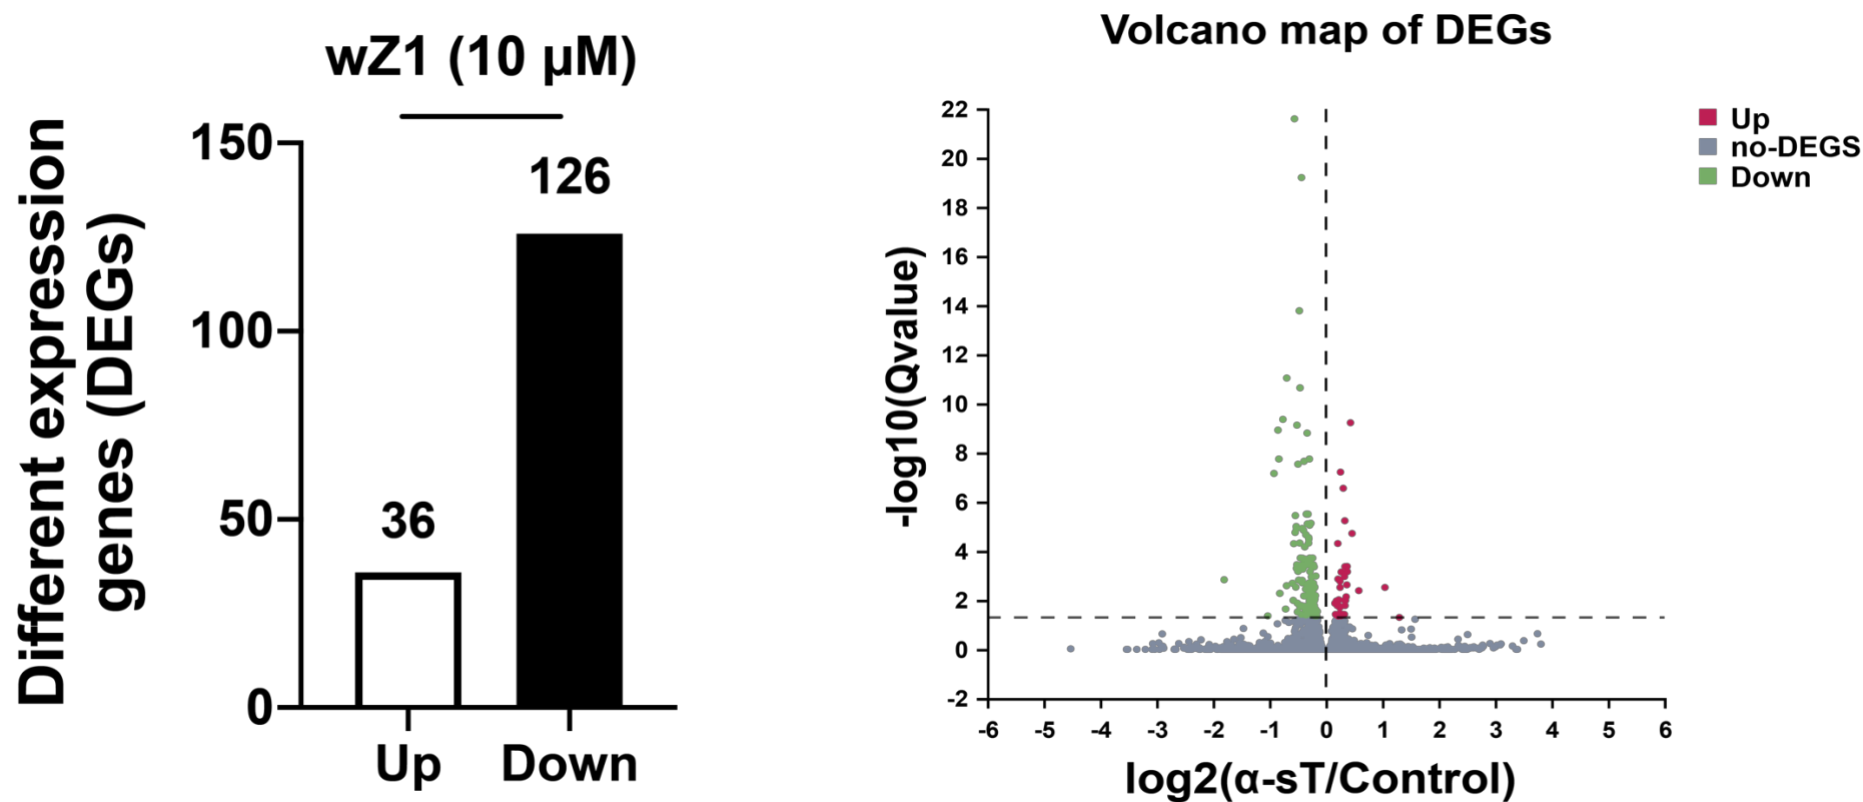 wZ1 (10 µM)
Different expression
genes (DEGs)
150
100
50
0
36
126
Up
Down
Volcano map of DEGs
-log10(Qvalue)
22
20
18
16
14
12
10
8
6
4
2
0
-2
-6 -5 -4 -3 -2 -1 0 1 2 3 4 5 6
log2(α-sT/Control)
Up
no-DEGS
Down